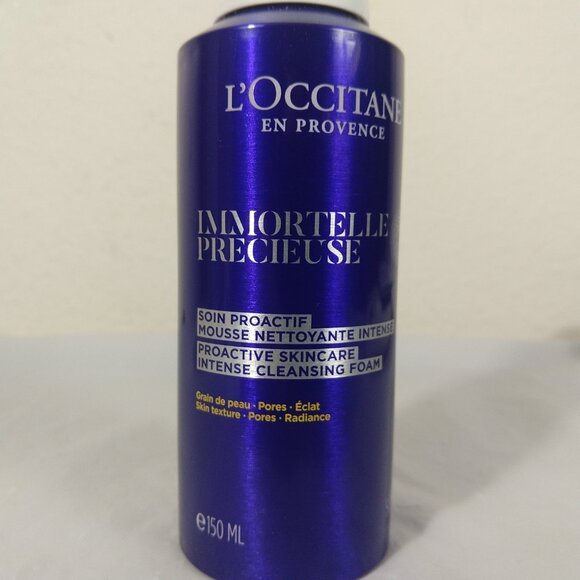 L'OCCITANE
EN PROVENCE
IMMORTELLE
PRECIEUSE
SOIN PROACTIF
MOUSSE NETTOYANTE INTENSE
PROACTIVE SKINCARE
INTENSE CLEANSING FOAM
Grain de peau · Pores · Éclat
Skin texture · Pores · Radiance
℮150 ML